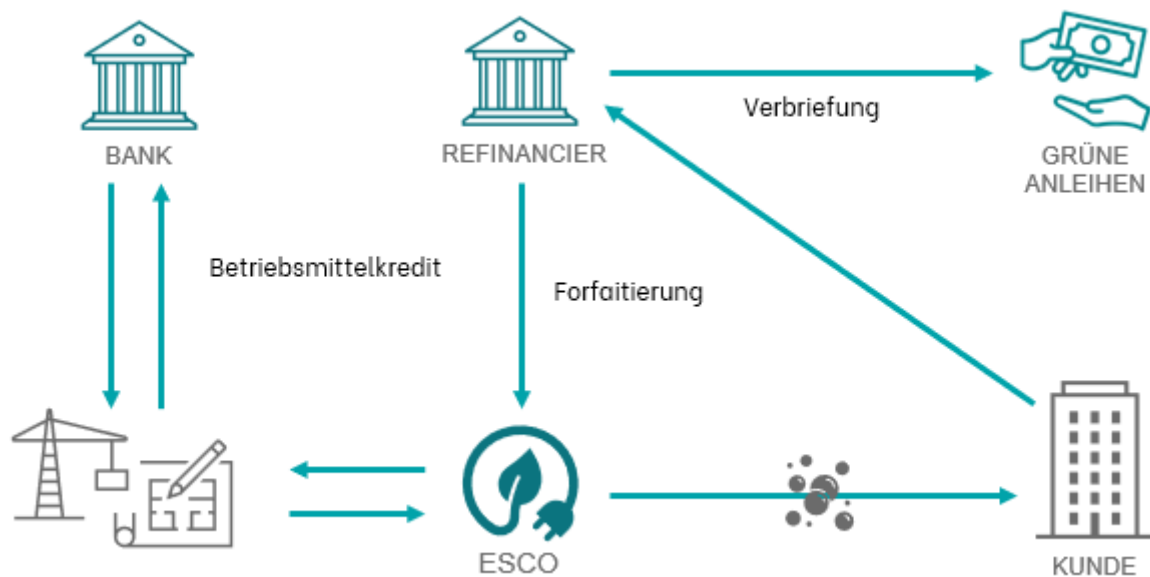 BANK
REFINANCIER
Verbriefung
GRÜNE
ANLEIHEN
Betriebsmittelkredit
Forfaitierung
ESCO
KUNDE